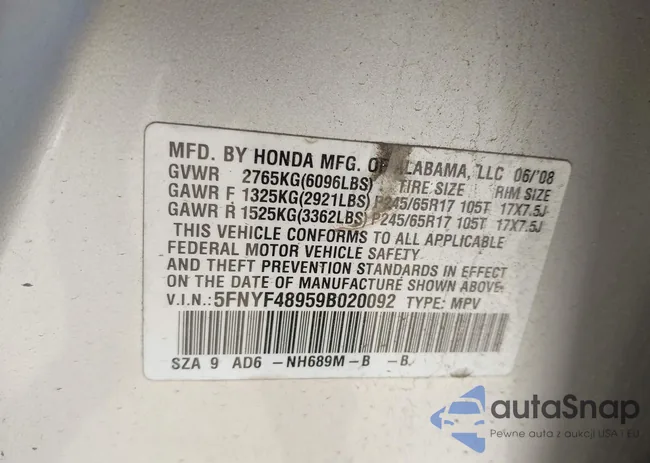 MFD. BY HONDA MFG. OF ALABAMA, LLC 06/'08
GVWR 2765KG(6096LBS) TIRE SIZE RIM SIZE
GAWR F 1325KG(2921LBS) P245/65R17 105T 17X7.5J
GAWR R 1525KG(3362LBS) P245/65R17 105T 17X7.5J
THIS VEHICLE CONFORMS TO ALL APPLICABLE
FEDERAL MOTOR VEHICLE SAFETY
AND THEFT PREVENTION STANDARDS IN EFFECT
ON THE DATE OF MANUFACTURE SHOWN ABOVE.
V.I.N.: 5FNYF48959B020092 TYPE: MPV
SZA 9 AD6 -NH689M -B -B-
autaSnap
Pewne auta z aukcji USA i EU